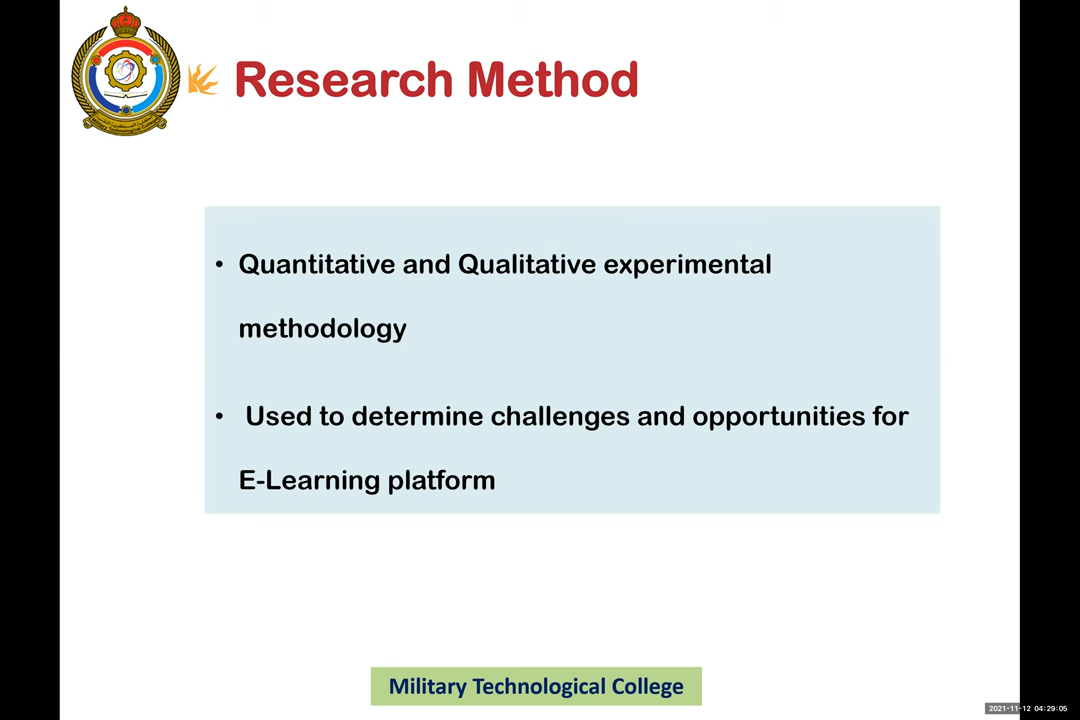 Research Method
• Quantitative and Qualitative experimental
methodology
• Used to determine challenges and opportunities for
E-Learning platform
Military Technological College
2021-11-12 04:29:05